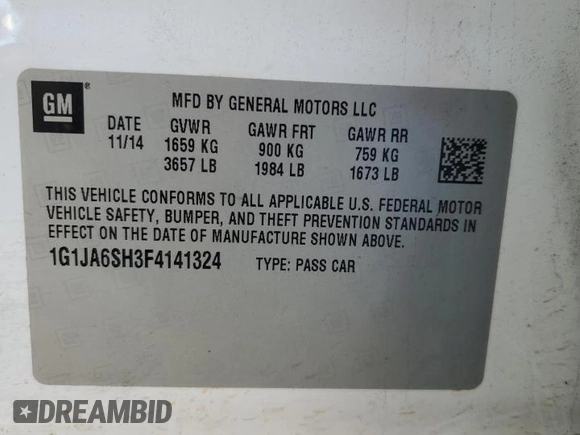 GM
MFD BY GENERAL MOTORS LLC
DATE GVWR GAWR FRT GAWR RR
11/14 1659 KG 900 KG 759 KG
3657 LB 1984 LB 1673 LB
THIS VEHICLE CONFORMS TO ALL APPLICABLE U.S. FEDERAL MOTOR
VEHICLE SAFETY, BUMPER, AND THEFT PREVENTION STANDARDS IN
EFFECT ON THE DATE OF MANUFACTURE SHOWN ABOVE.
1G1JA6SH3F4141324 TYPE: PASS CAR
DREAMBID